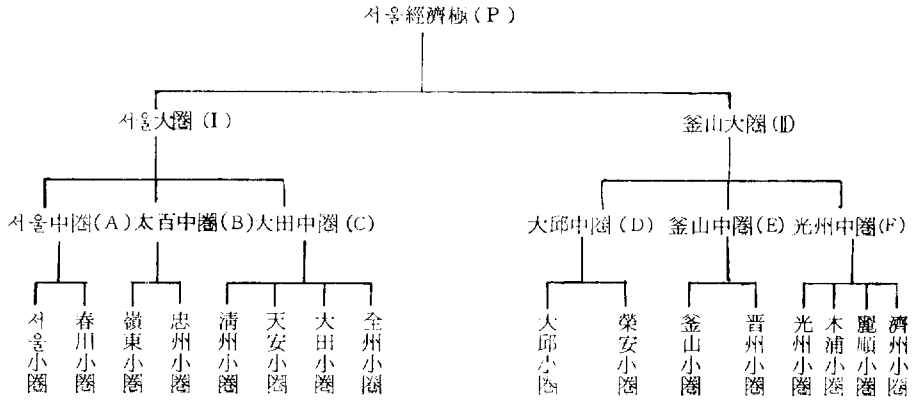 서울經濟極(P)
서울大圈(I) 釜山大圈(II)
서울中圈(A) 太百中圈(B) 大田中圈(C) 大邱中圈(D) 釜山中圈(E) 光州中圈(F)
서울小圈
春川小圈
嶺東小圈
忠州小圈
淸州小圈
天安小圈
大田小圈
全州小圈
大邱小圈
榮安小圈
釜山小圈
晋州小圈
光州小圈
木浦小圈
麗順小圈
濟州小圈